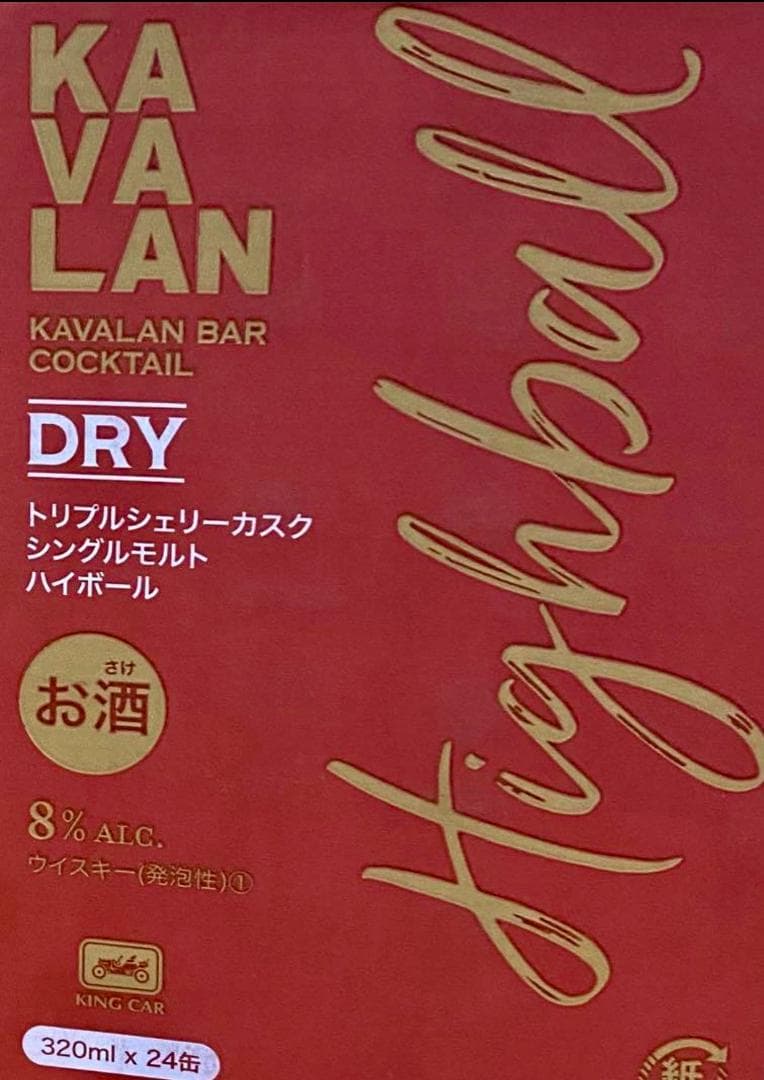 KA
VA
LAN
KAVALAN BAR
COCKTAIL
DRY
トリプルシェリーカスク
シングルモルト
ハイボール
さけ
お酒
8% ALC.
ウイスキー(発泡性)①
KING CAR
320ml x 24缶
Highball
紙